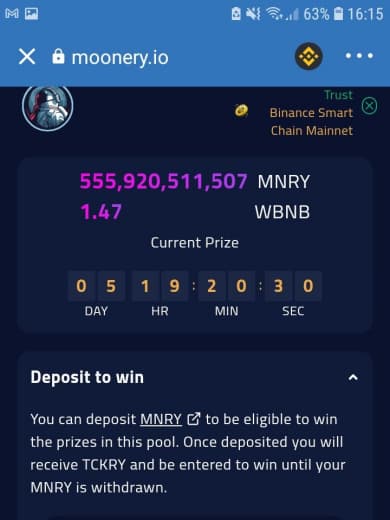 63% 16:15
moonery.io
Trust
Binance Smart
Chain Mainnet
555,920,511,507 MNRY
1.47 WBNB
Current Prize
0 5 1 9 : 2 0 : 3 0
DAY HR MIN SEC
Deposit to win
You can deposit MNRY to be eligible to win
the prizes in this pool. Once deposited you will
receive TCKRY and be entered to win until your
MNRY is withdrawn.